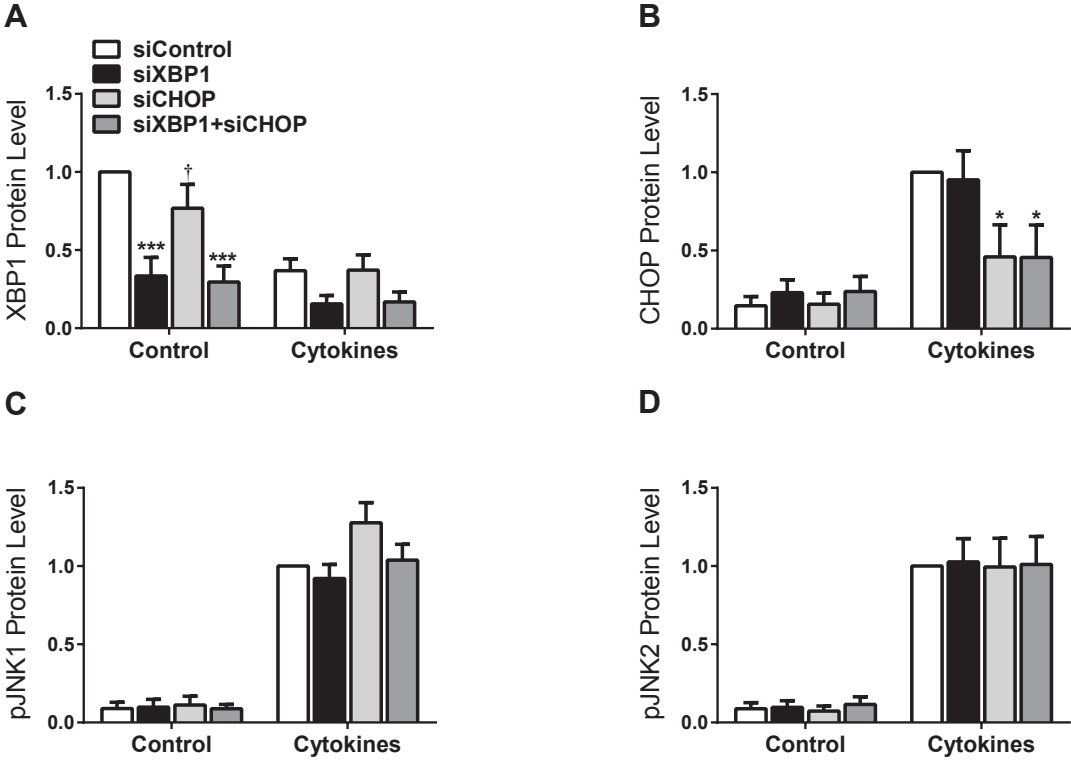 A
siControl
siXBP1
siCHOP
siXBP1+siCHOP
XBP1 Protein Level
1.5
1.0
0.5
0.0
***
†
***
Control
Cytokines
B
CHOP Protein Level
1.5
1.0
0.5
0.0
*
*
Control
Cytokines
C
pJNK1 Protein Level
1.5
1.0
0.5
0.0
Control
Cytokines
D
pJNK2 Protein Level
1.5
1.0
0.5
0.0
Control
Cytokines